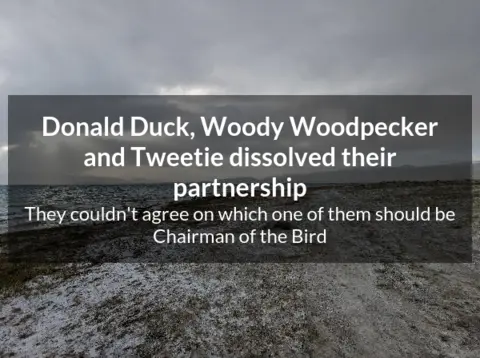 Donald Duck, Woody Woodpecker
and Tweetie dissolved their
partnership
They couldn't agree on which one of them should be
Chairman of the Bird